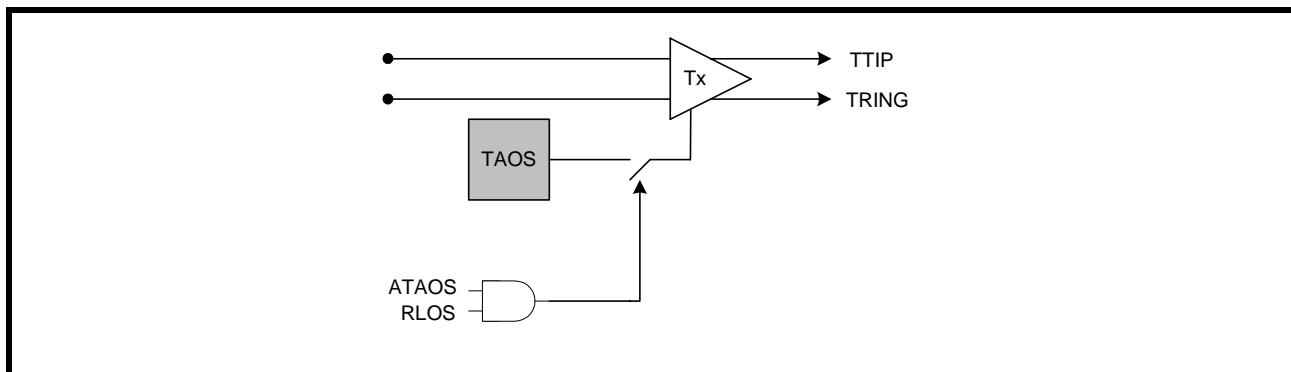 TTIP
Tx
TRING
TAOS
ATAOS
RLOS